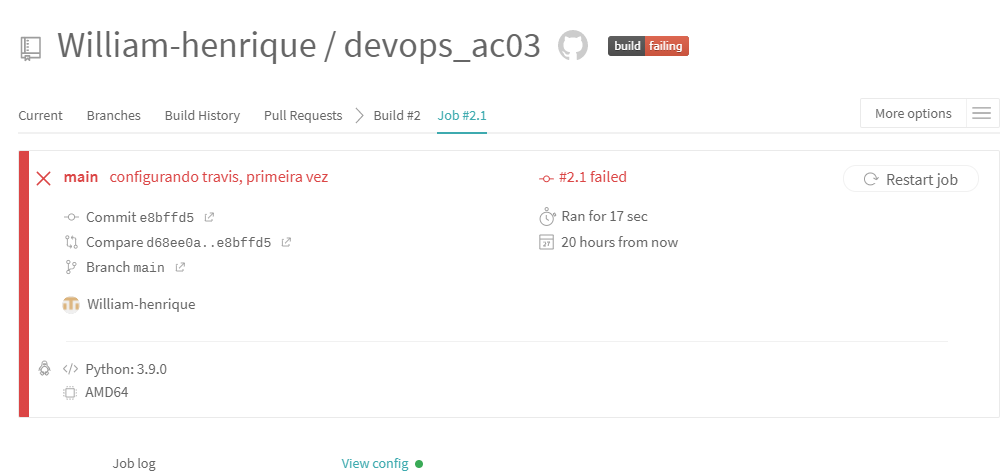 William-henrique / devops_ac03 build failing
Current Branches Build History Pull Requests Build #2 Job #2.1 More options
main configurando travis, primeira vez #2.1 failed Restart job
Commit e8bffd5 Ran for 17 sec
Compare d68ee0a..e8bffd5 27 20 hours from now
Branch main
William-henrique
</> Python: 3.9.0
AMD64
Job log View config